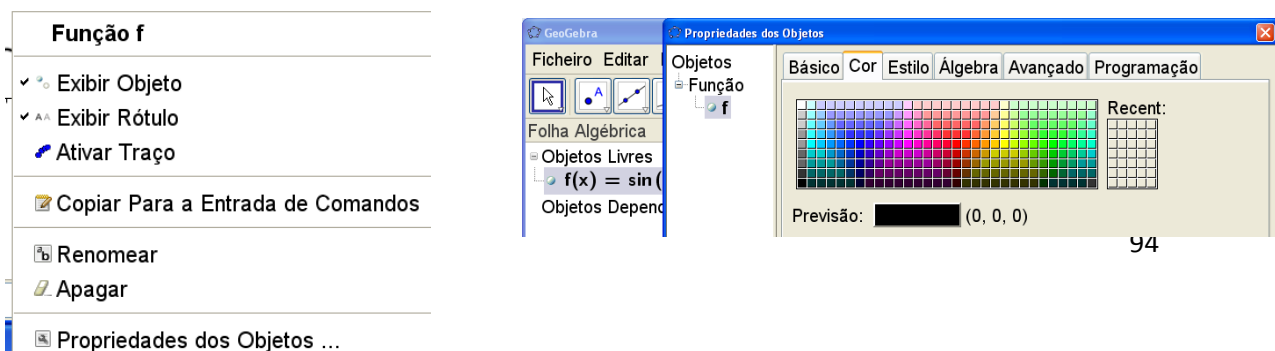 Função f
Exibir Objeto
AA Exibir Rótulo
Ativar Traço
Copiar Para a Entrada de Comandos
ab Renomear
Apagar
Propriedades dos Objetos ...
GeoGebra
Ficheiro Editar
A
Folha Algébrica
Objetos Livres
f(x) = sin (
Objetos Depend
Propriedades dos Objetos
Objetos
Função
f
Básico Cor Estilo Álgebra Avançado Programação
Recent:
Previsão: (0, 0, 0)
94